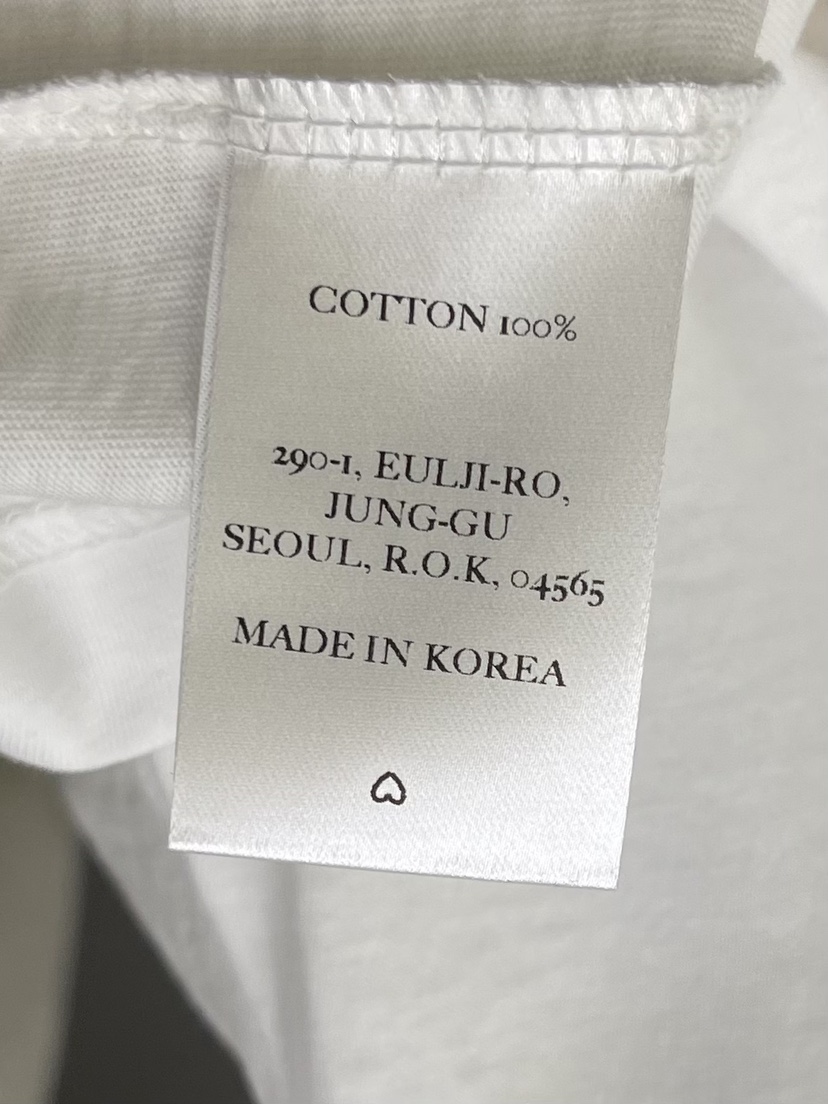 COTTON 100%
290-1, EULJI-RO,
JUNG-GU
SEOUL, R.O.K, 04565
MADE IN KOREA